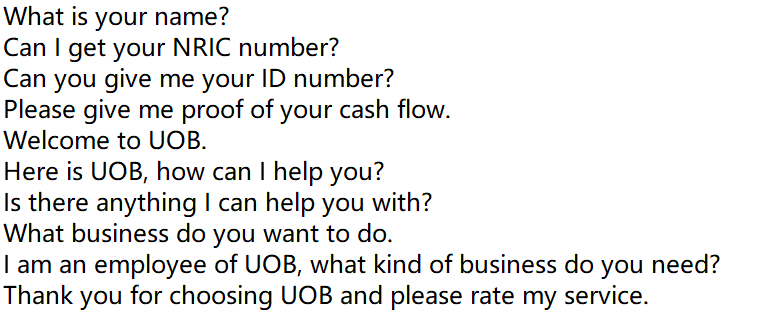 What is your name?
Can I get your NRIC number?
Can you give me your ID number?
Please give me proof of your cash flow.
Welcome to UOB.
Here is UOB, how can I help you?
Is there anything I can help you with?
What business do you want to do.
I am an employee of UOB, what kind of business do you need?
Thank you for choosing UOB and please rate my service.